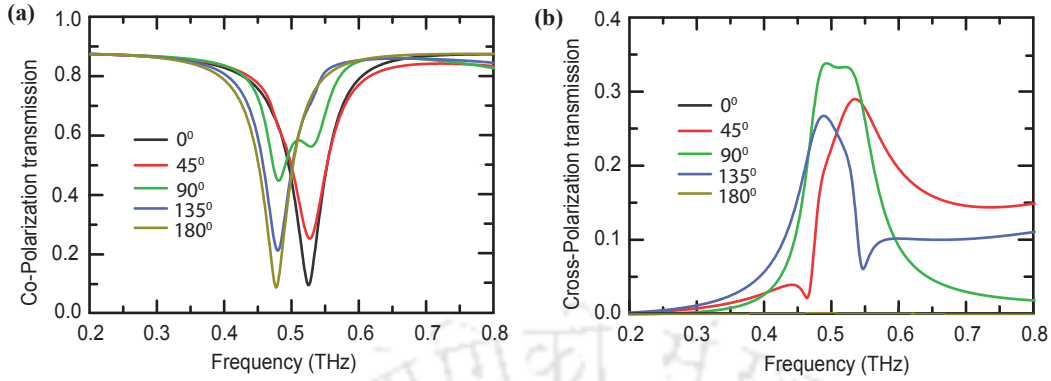 (a)
Co-Polarization transmission
1.0
0.8
0.6
0.4
0.2
0.0
0⁰
45⁰
90⁰
135⁰
180⁰
0.2 0.3 0.4 0.5 0.6 0.7 0.8
Frequency (THz)
(b)
Cross-Polarization transmission
0.4
0.3
0.2
0.1
0.0
0⁰
45⁰
90⁰
135⁰
180⁰
0.2 0.3 0.4 0.5 0.6 0.7 0.8
Frequency (THz)